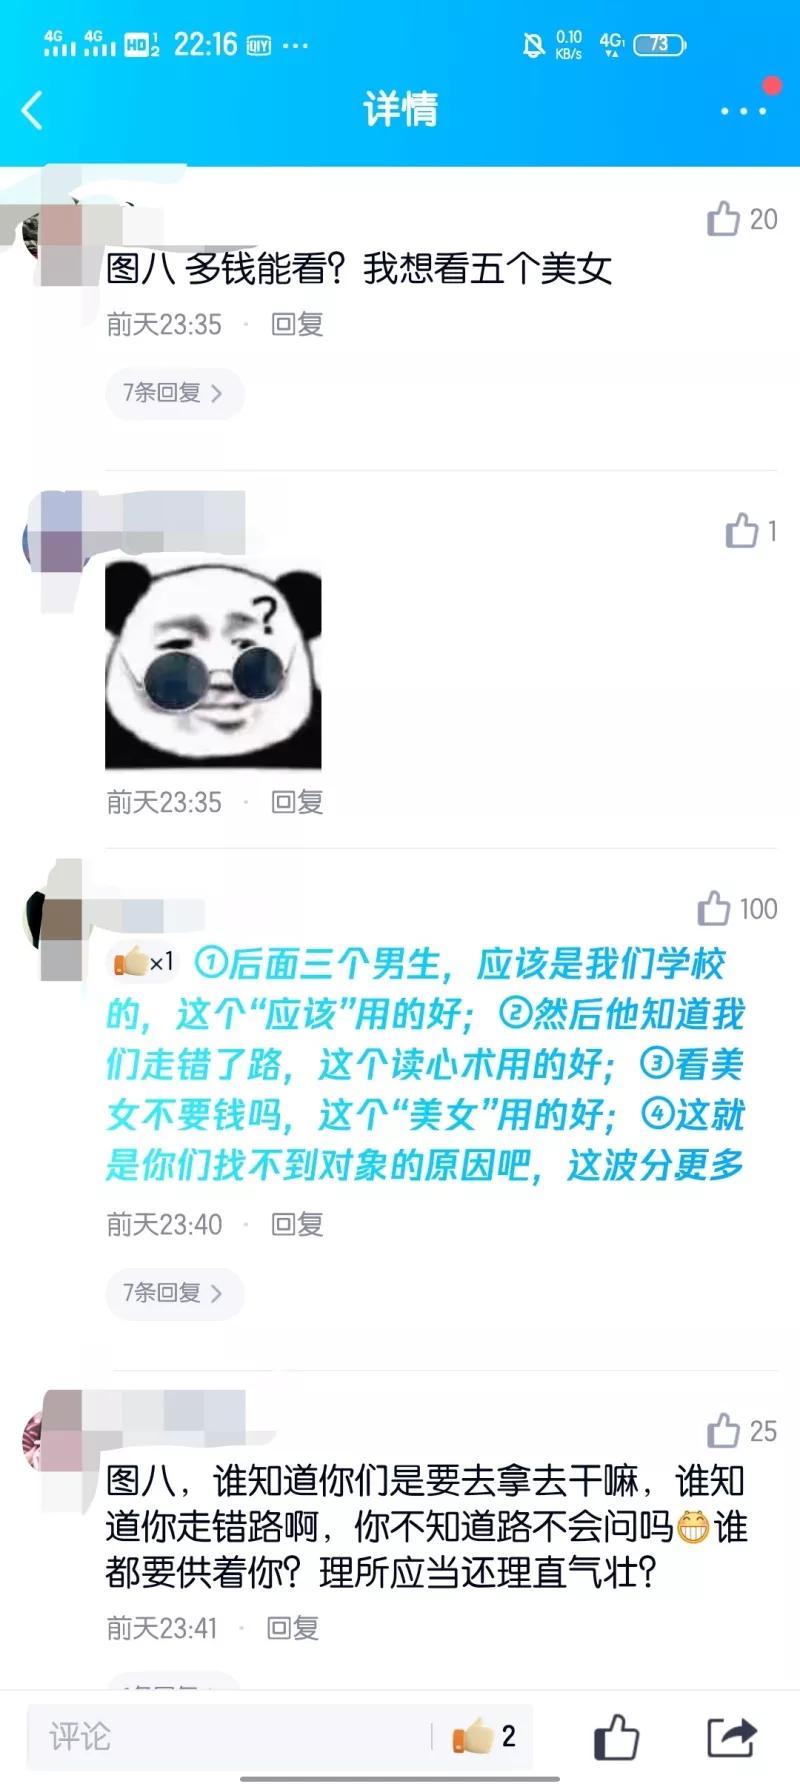 4G 4G HD 1 2 22:16 iQIY ··· 0.10 KB/s 4G 73
详情
20
图八 多钱能看？我想看五个美女
前天23:35 · 回复
7条回复 >
1
?
前天23:35 · 回复
100
👍×1 ①后面三个男生，应该是我们学校
的，这个“应该”用的好；②然后他知道我
们走错了路，这个读心术用的好；③看美
女不要钱吗，这个“美女”用的好；④这就
是你们找不到对象的原因吧，这波分更多
前天23:40 · 回复
7条回复 >
25
图八，谁知道你们是要去拿去干嘛，谁知
道你走错路啊，你不知道路不会问吗😁谁
都要供着你？理所应当还理直气壮？
前天23:41 · 回复
评论 👍 2